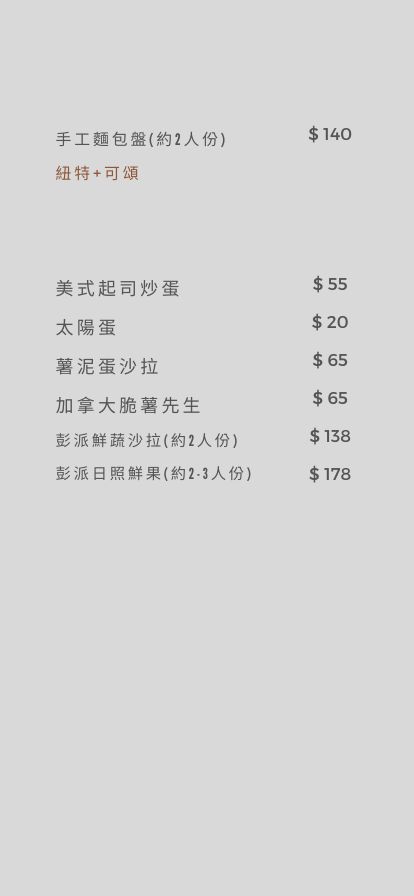 手工麵包盤(約2人份) $ 140
紐特+可頌
美式起司炒蛋 $ 55
太陽蛋 $ 20
薯泥蛋沙拉 $ 65
加拿大脆薯先生 $ 65
彭派鮮蔬沙拉(約2人份) $ 138
彭派日照鮮果(約2-3人份) $ 178